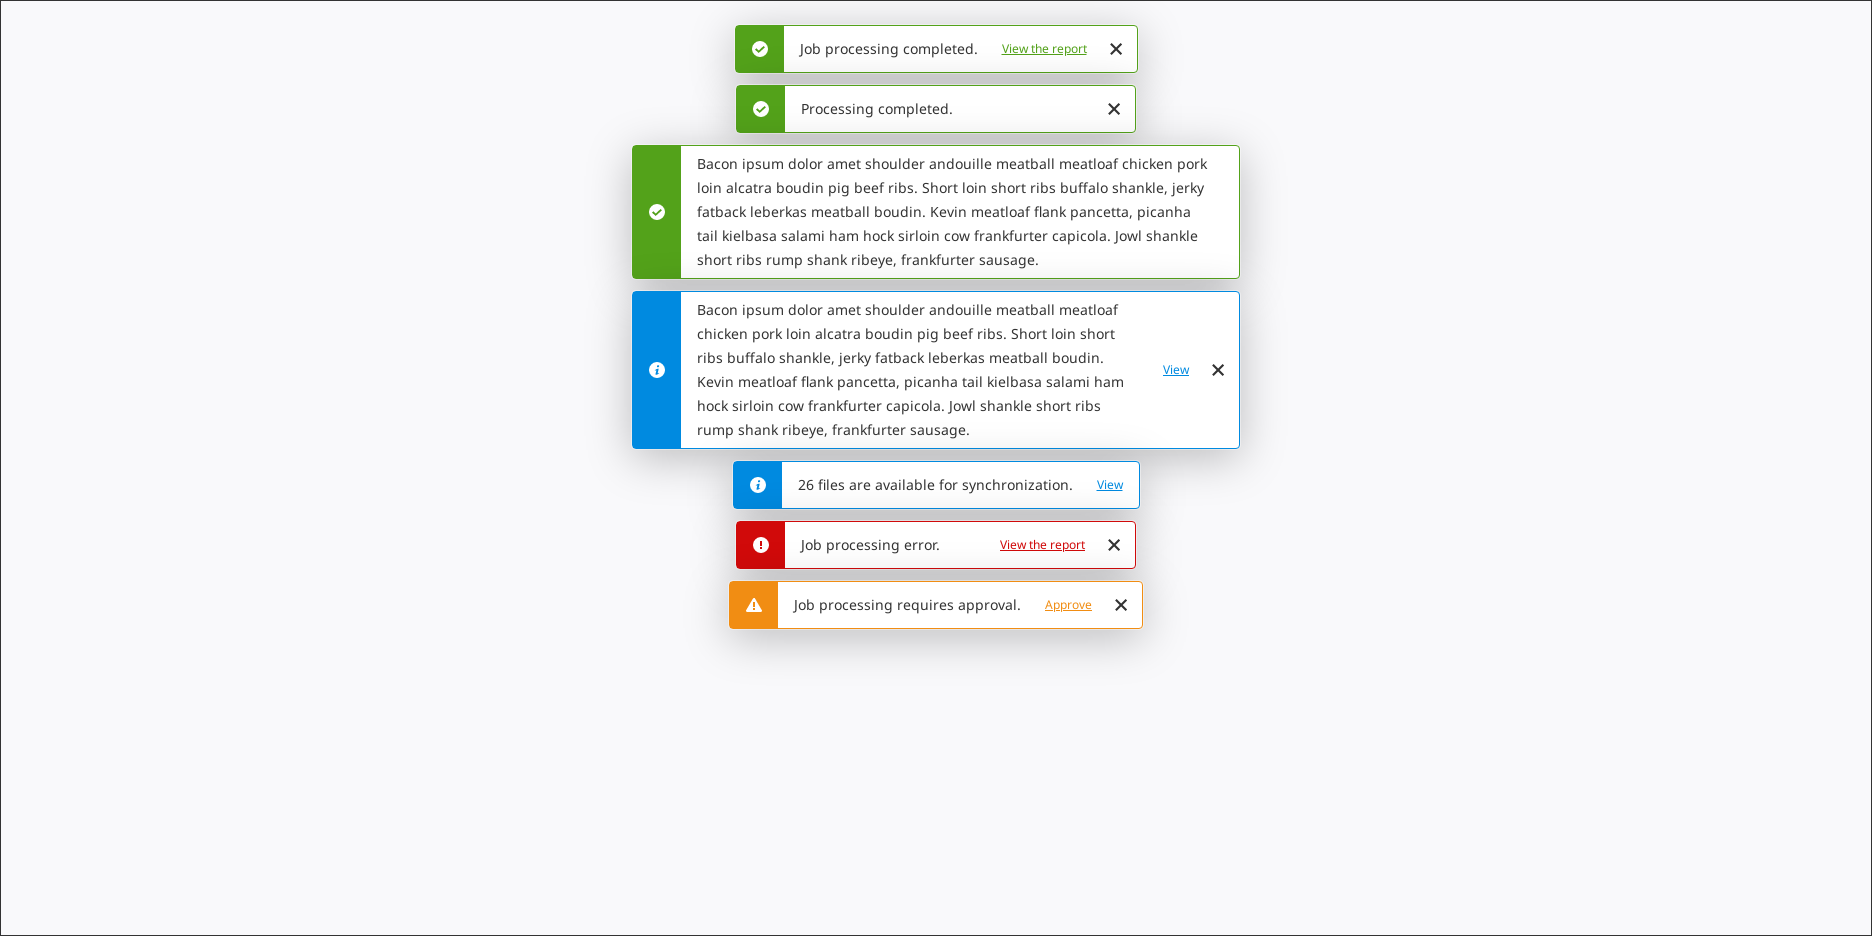 Job processing completed. View the report
Processing completed.
Bacon ipsum dolor amet shoulder andouille meatball meatloaf chicken pork
loin alcatra boudin pig beef ribs. Short loin short ribs buffalo shankle, jerky
fatback leberkas meatball boudin. Kevin meatloaf flank pancetta, picanha
tail kielbasa salami ham hock sirloin cow frankfurter capicola. Jowl shankle
short ribs rump shank ribeye, frankfurter sausage.
Bacon ipsum dolor amet shoulder andouille meatball meatloaf
chicken pork loin alcatra boudin pig beef ribs. Short loin short
ribs buffalo shankle, jerky fatback leberkas meatball boudin.
Kevin meatloaf flank pancetta, picanha tail kielbasa salami ham
hock sirloin cow frankfurter capicola. Jowl shankle short ribs
rump shank ribeye, frankfurter sausage.
View
26 files are available for synchronization. View
Job processing error. View the report
Job processing requires approval. Approve